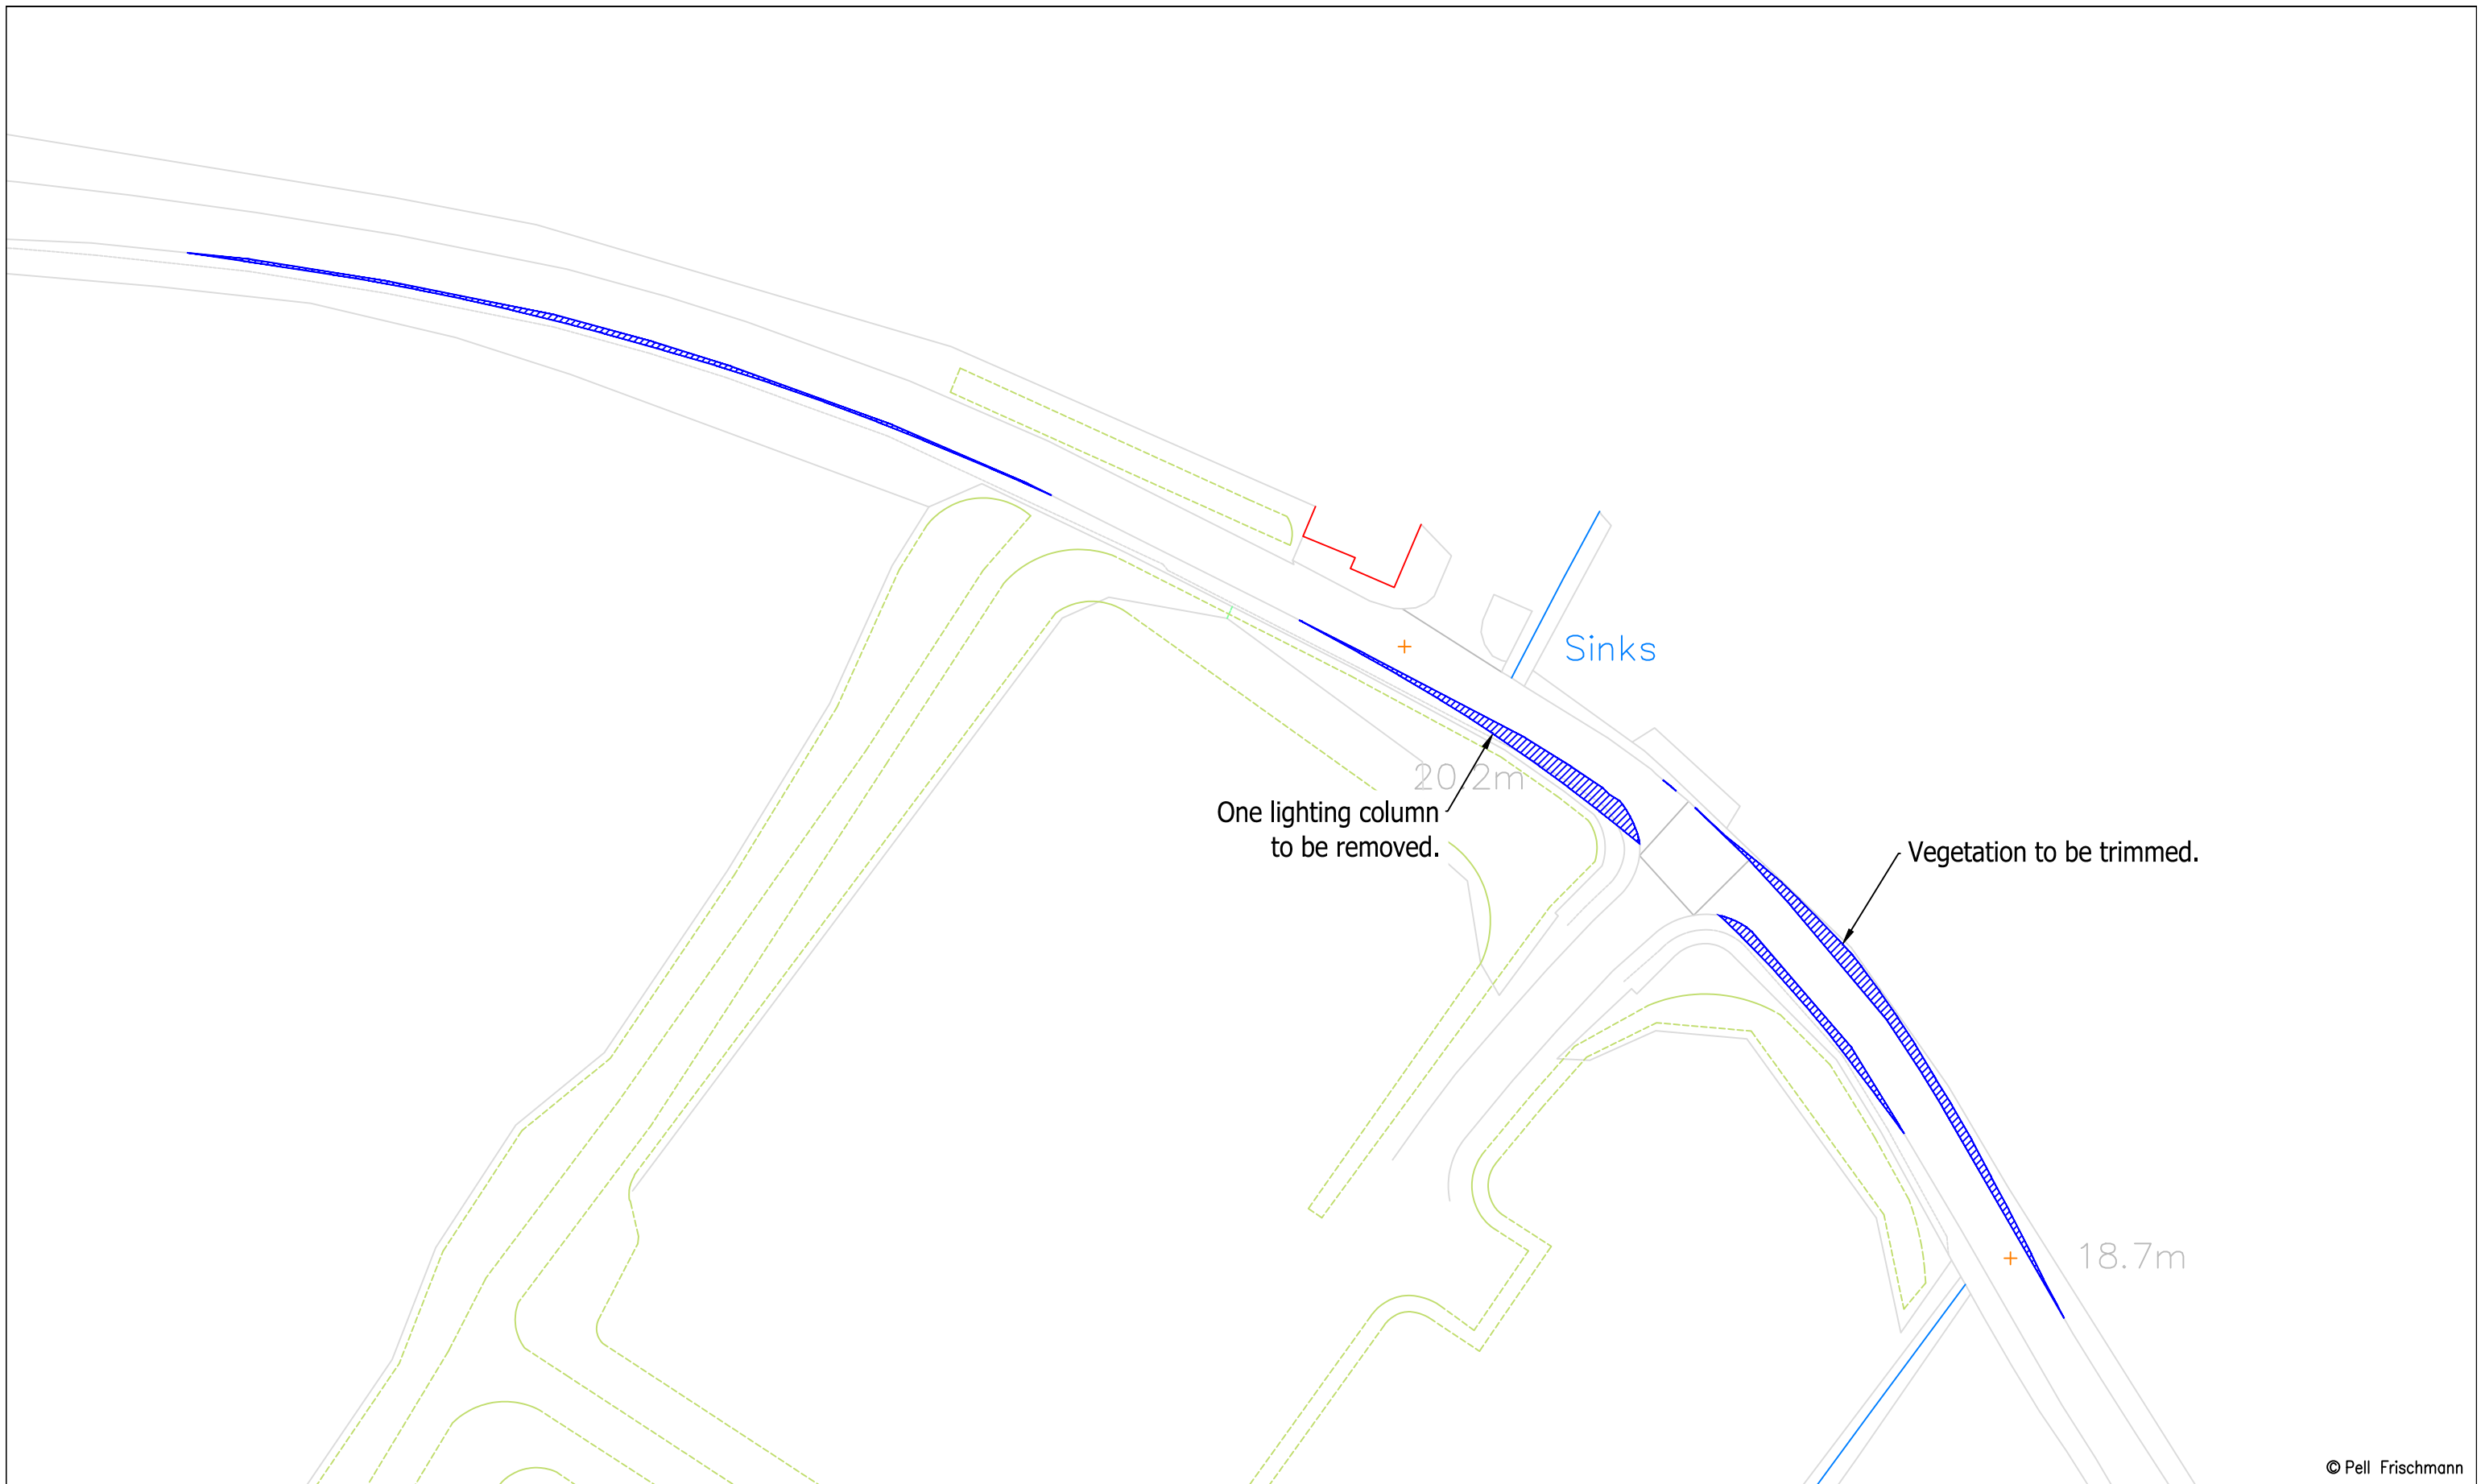 Sinks
20.2m
One lighting column
to be removed.
Vegetation to be trimmed.
18.7m
© Pell Frischmann